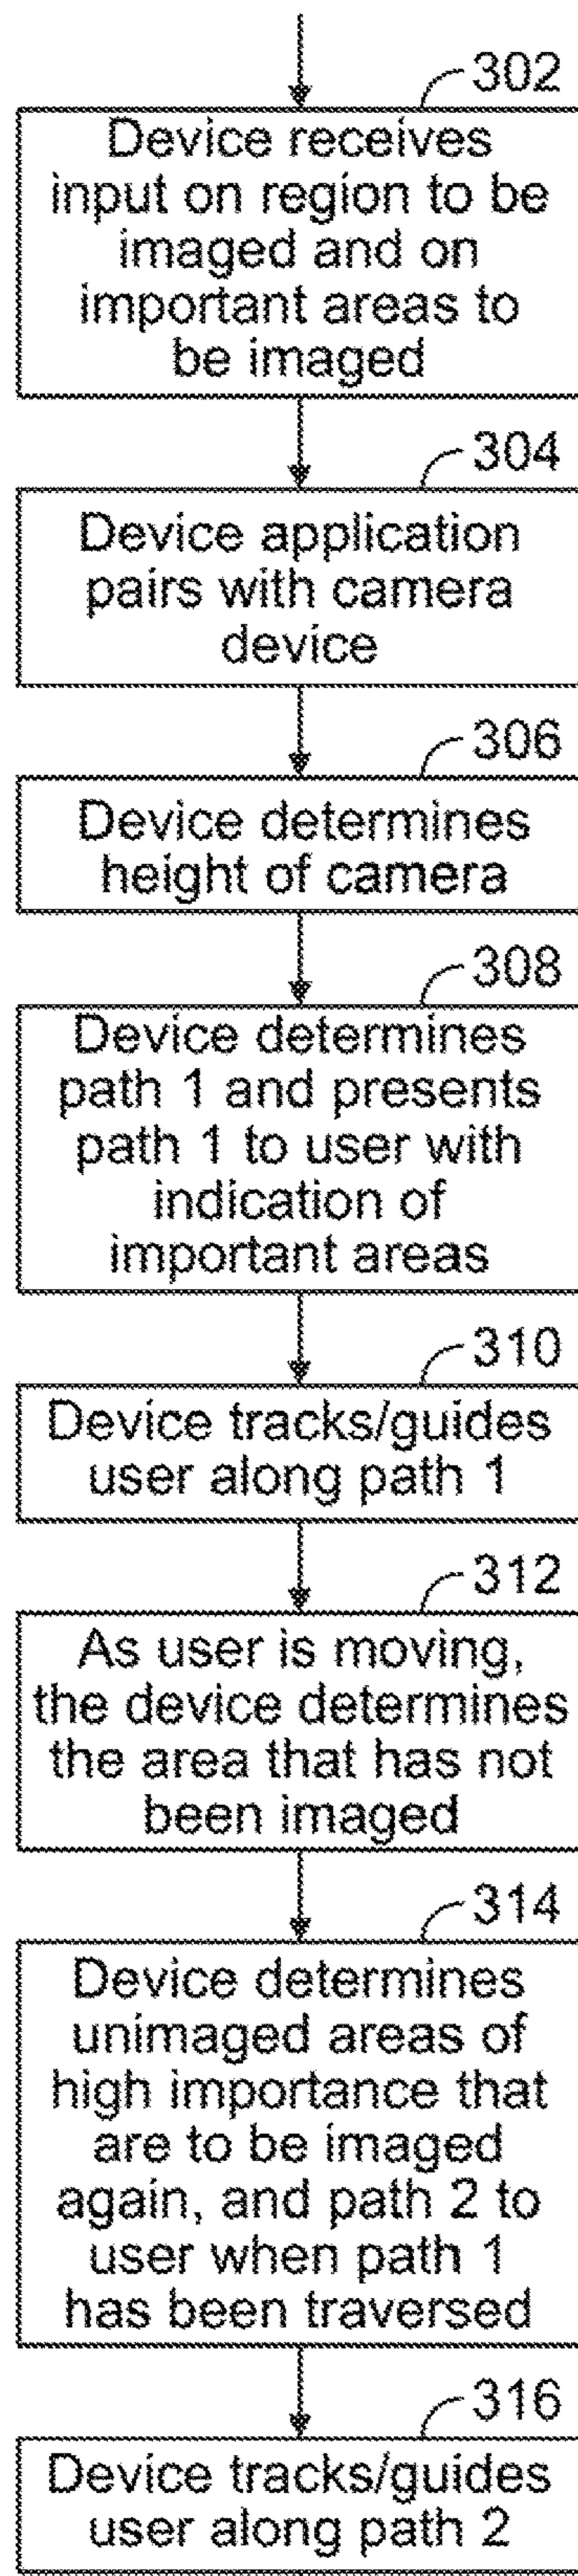 302
Device receives
input on region to be
imaged and on
important areas to
be imaged
304
Device application
pairs with camera
device
306
Device determines
height of camera
308
Device determines
path 1 and presents
path 1 to user with
indication of
important areas
310
Device tracks/guides
user along path 1
312
As user is moving,
the device determines
the area that has not
been imaged
314
Device determines
unimaged areas of
high importance that
are to be imaged
again, and path 2 to
user when path 1
has been traversed
316
Device tracks/guides
user along path 2